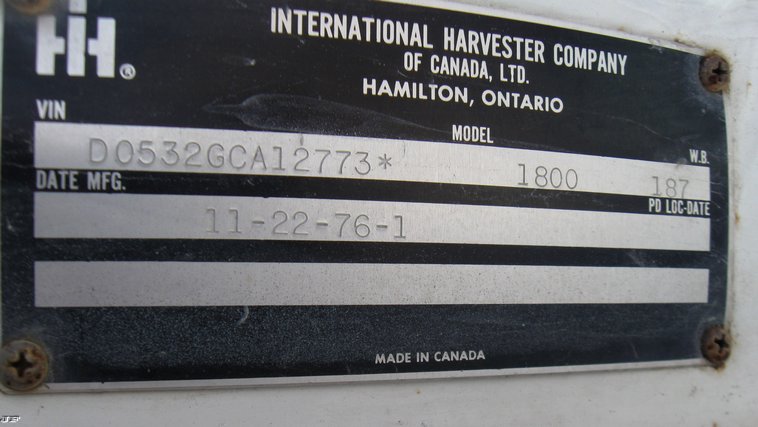 IH®
INTERNATIONAL HARVESTER COMPANY
OF CANADA, LTD.
HAMILTON, ONTARIO
VIN MODEL W.B.
D0532GCA12773* 1800 187
DATE MFG. PD LOC-DATE
11-22-76-1
MADE IN CANADA